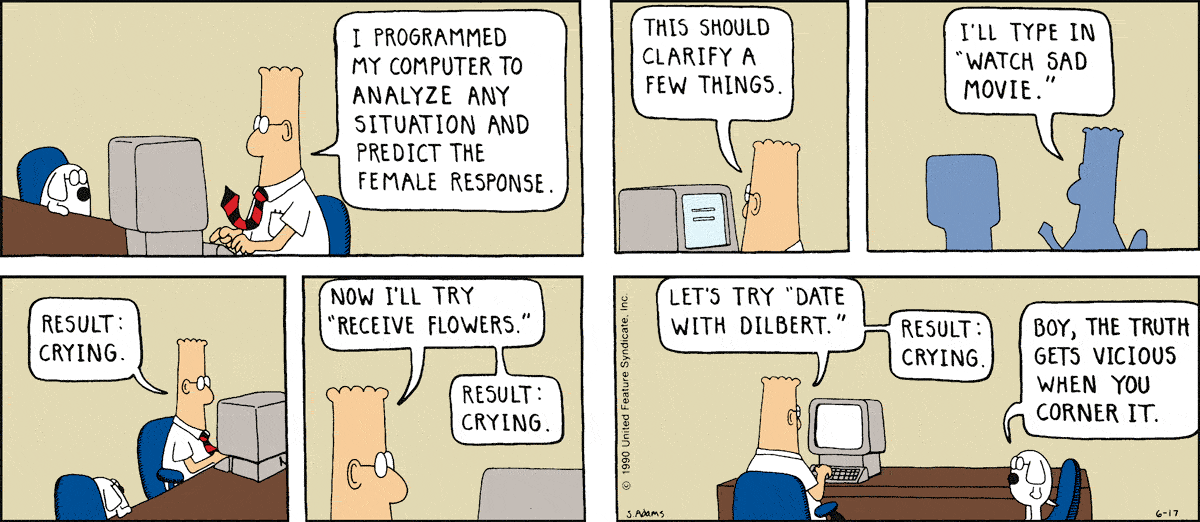 I PROGRAMMED
MY COMPUTER TO
ANALYZE ANY
SITUATION AND
PREDICT THE
FEMALE RESPONSE.
THIS SHOULD
CLARIFY A
FEW THINGS.
I'LL TYPE IN
"WATCH SAD
MOVIE."
RESULT:
CRYING.
NOW I'LL TRY
"RECEIVE FLOWERS."
RESULT:
CRYING.
LET'S TRY "DATE
WITH DILBERT."
RESULT:
CRYING.
BOY, THE TRUTH
GETS VICIOUS
WHEN YOU
CORNER IT.
© 1990 United Feature Syndicate, Inc.
S.Adams
6-17